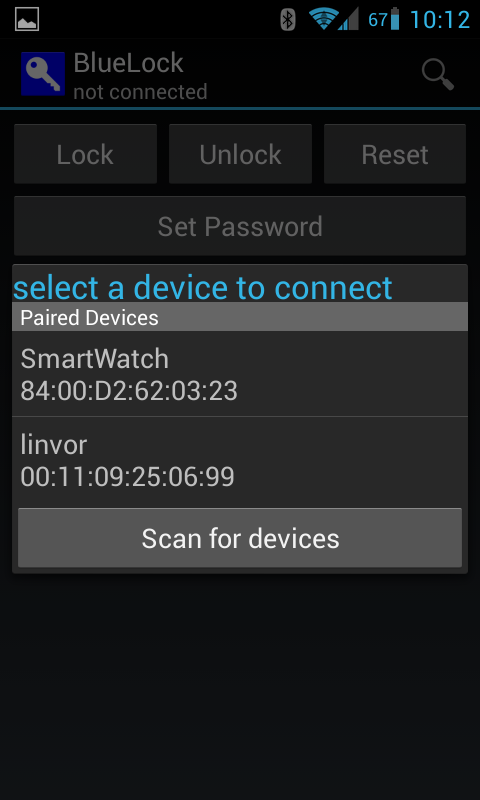 67 10:12
BlueLock
not connected
Lock Unlock Reset
Set Password
select a device to connect
Paired Devices
SmartWatch
84:00:D2:62:03:23
linvor
00:11:09:25:06:99
Scan for devices